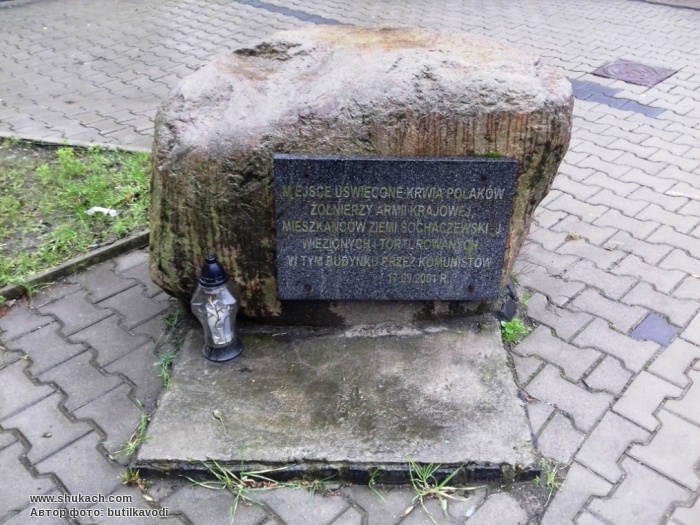 MIEJSCE UŚWIĘCONE KRWIĄ POLAKÓW
ŻOŁNIERZY ARMII KRAJOWEJ,
MIESZKAŃCÓW ZIEMI SOCHACZEWSKIEJ
WIĘZIONYCH I TORTUROWANYCH
W TYM BUDYNKU PRZEZ KOMUNISTÓW
17.09.2001 R.
www.shukach.com
Автор фото: butilkavodi